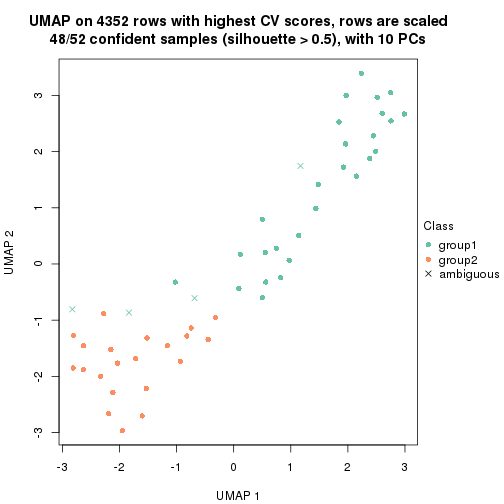 UMAP on 4352 rows with highest CV scores, rows are scaled
48/52 confident samples (silhouette > 0.5), with 10 PCs
3
2
1
0
-1
-2
-3
UMAP 2
-3 -2 -1 0 1 2 3
UMAP 1
Class
group1
group2
ambiguous